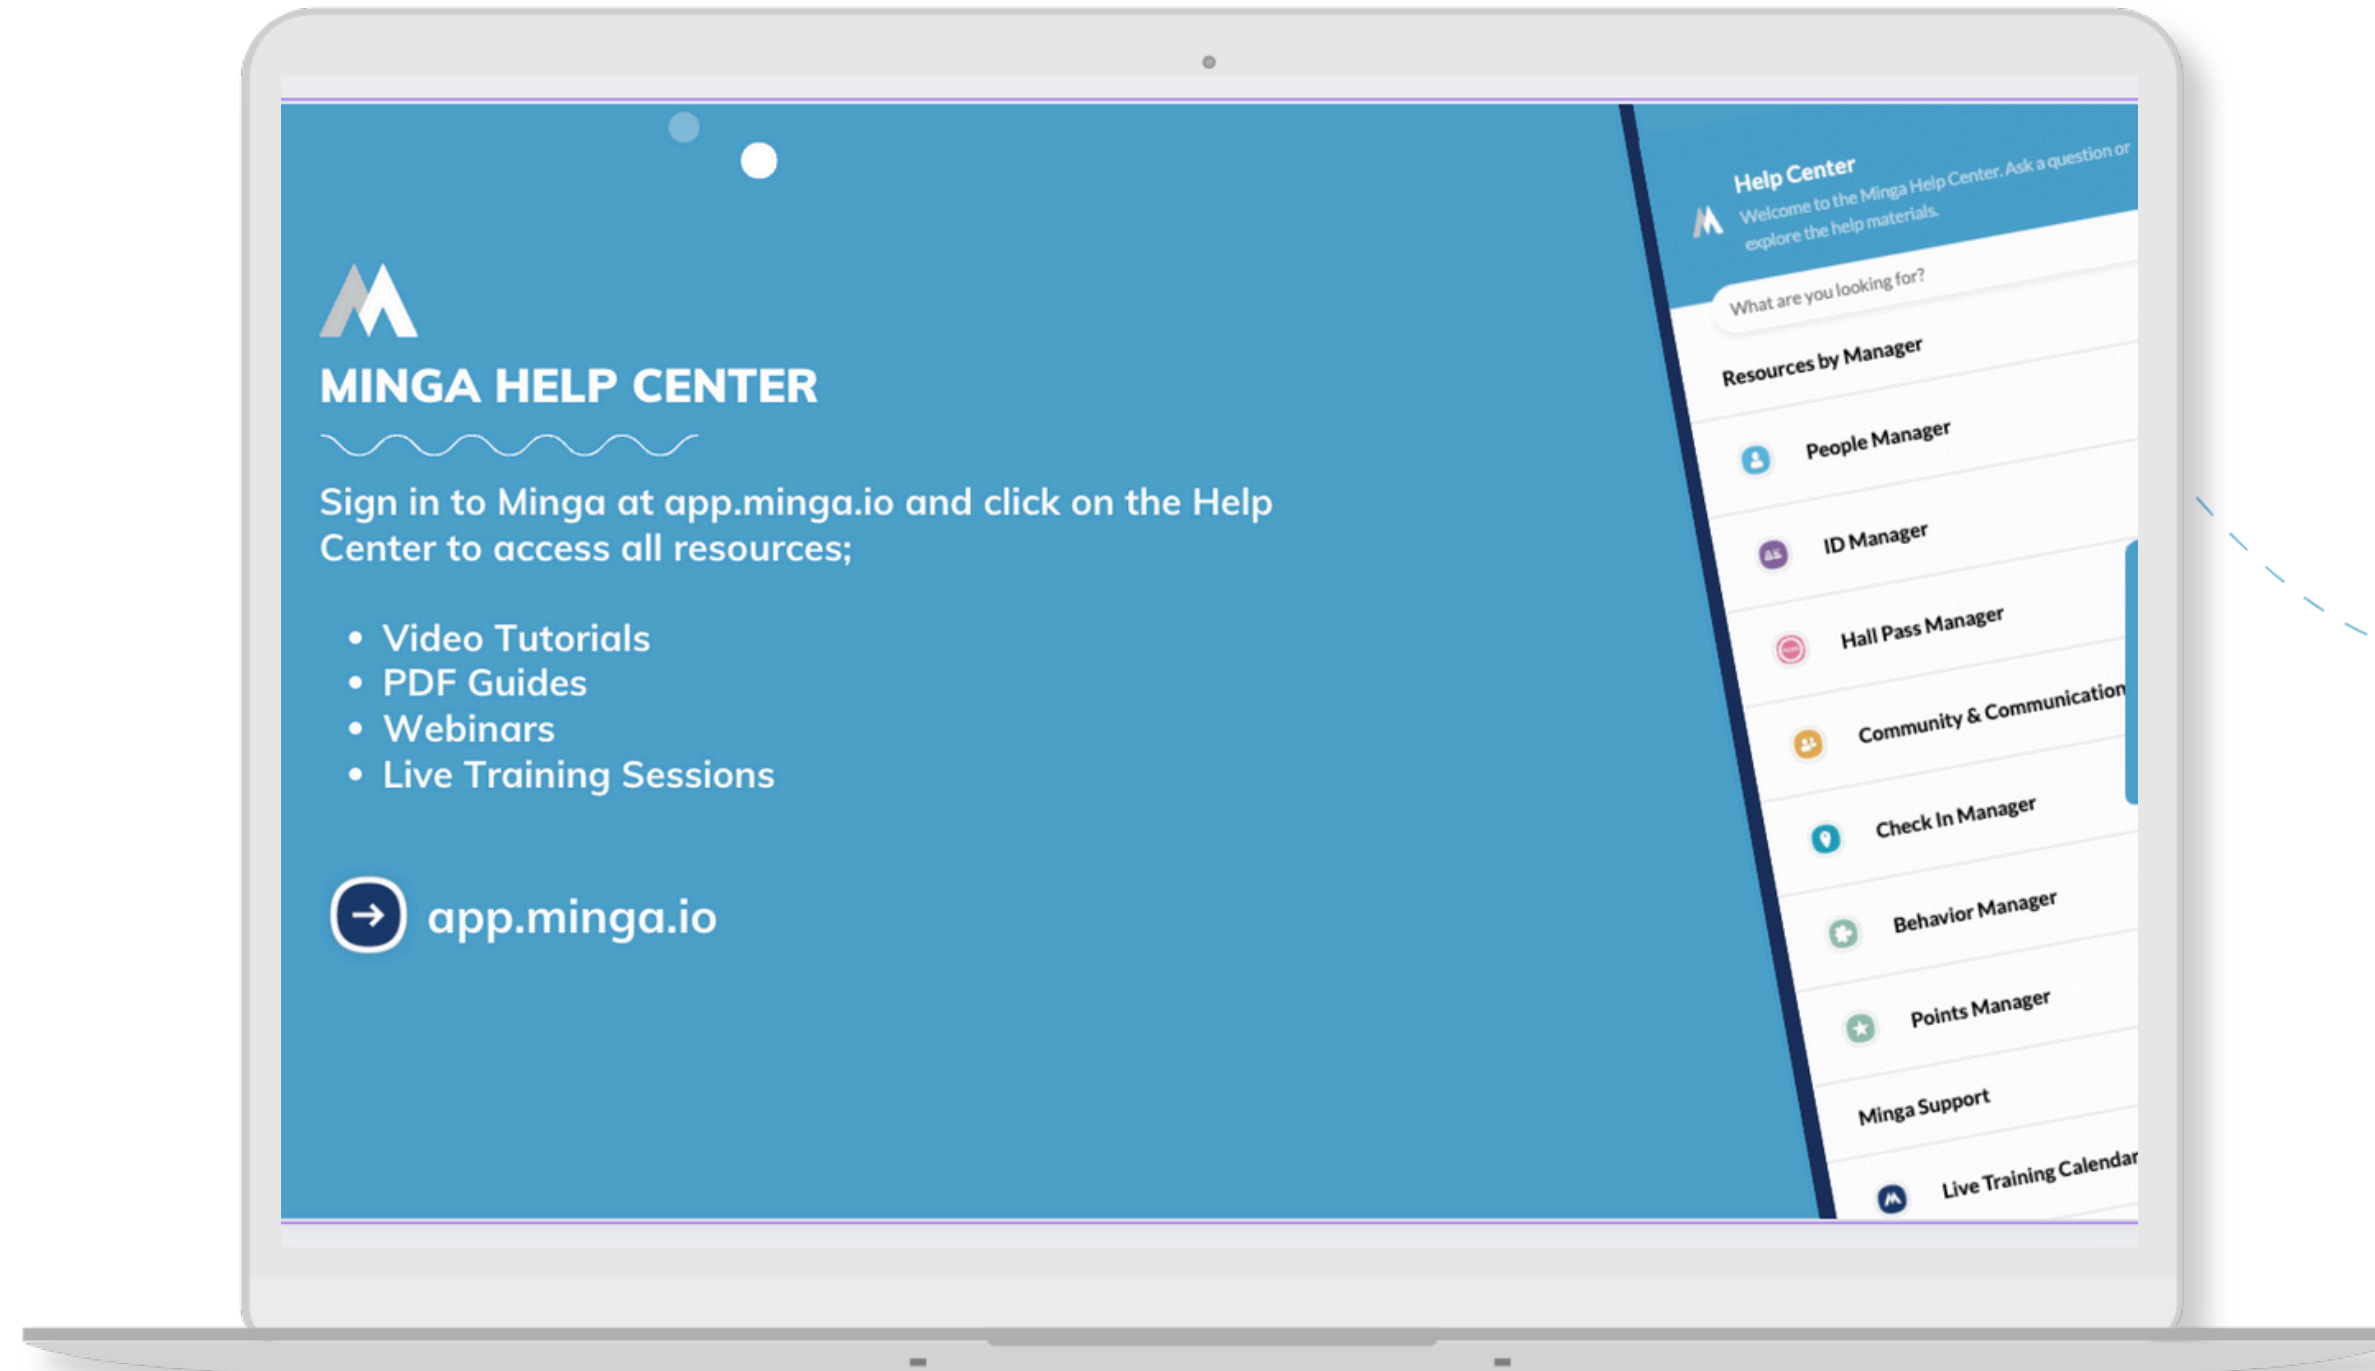 MINGA HELP CENTER
Sign in to Minga at app.minga.io and click on the Help
Center to access all resources;
• Video Tutorials
• PDF Guides
• Webinars
• Live Training Sessions
app.minga.io
Help Center
Welcome to the Minga Help Center. Ask a question or
explore the help materials.
What are you looking for?
Resources by Manager
People Manager
ID Manager
Hall Pass Manager
Community & Communication
Check In Manager
Behavior Manager
Points Manager
Minga Support
Live Training Calendar